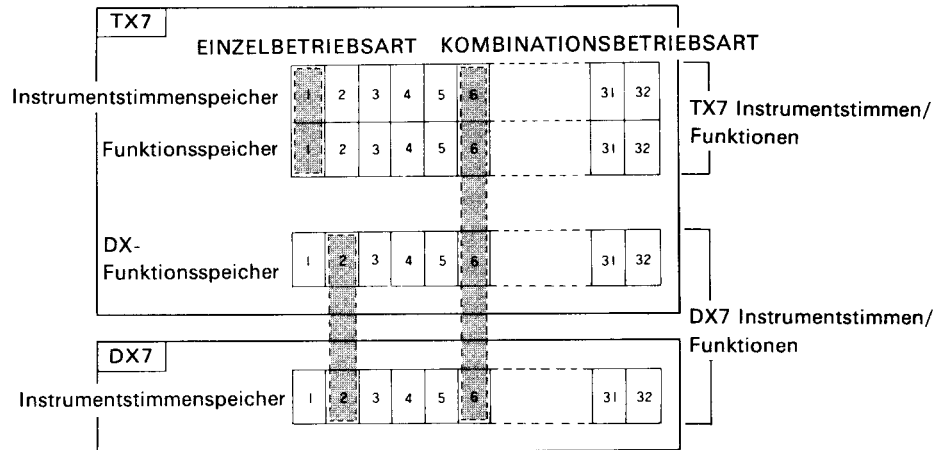 TX7
EINZELBETRIEBSART KOMBINATIONSBETRIEBSART
Instrumentstimmenspeicher 1 2 3 4 5 6 31 32
Funktionsspeicher 1 2 3 4 5 6 31 32
TX7 Instrumentstimmen/
Funktionen
DX-
Funktionsspeicher 1 2 3 4 5 6 31 32
DX7 Instrumentstimmen/
Funktionen
DX7
Instrumentstimmenspeicher 1 2 3 4 5 6 31 32